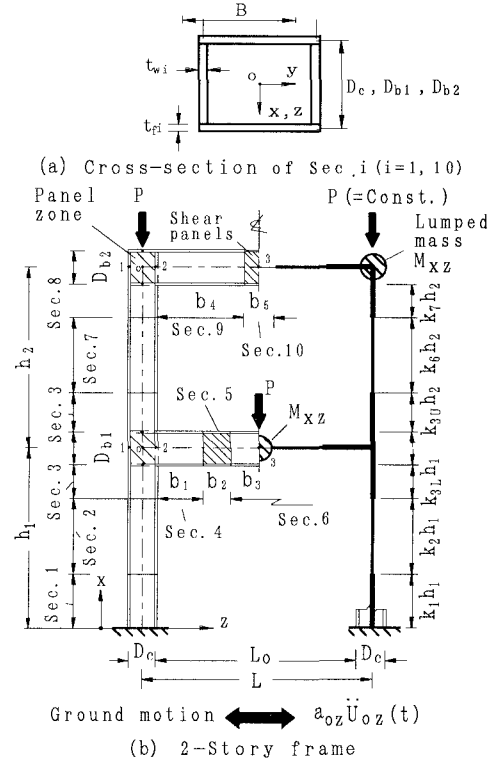 B
t_wi
o y
x, z
D_c , D_b1 , D_b2
t_fi
(a) Cross-section of Sec.i (i=1, 10)
Panel zone
P
Shear panels
P (=Const.)
Lumped mass
M_XZ
D_b2
1 o 2
3
b_4 b_5
Sec.8
Sec.9
Sec.10
Sec.7
h_2
k_7h_2
k_6h_2
Sec.5
P
M_XZ
Sec.3
k_3Uh_2
D_b1
1 o 2
3
Sec.3
k_3Lh_1
b_1 b_2 b_3
Sec.4
Sec.6
h_1
Sec.2
k_2h_1
Sec.1
k_1h_1
x
z
D_c L_o D_c
L
Ground motion a_oz Ü_oz(t)
(b) 2-Story frame